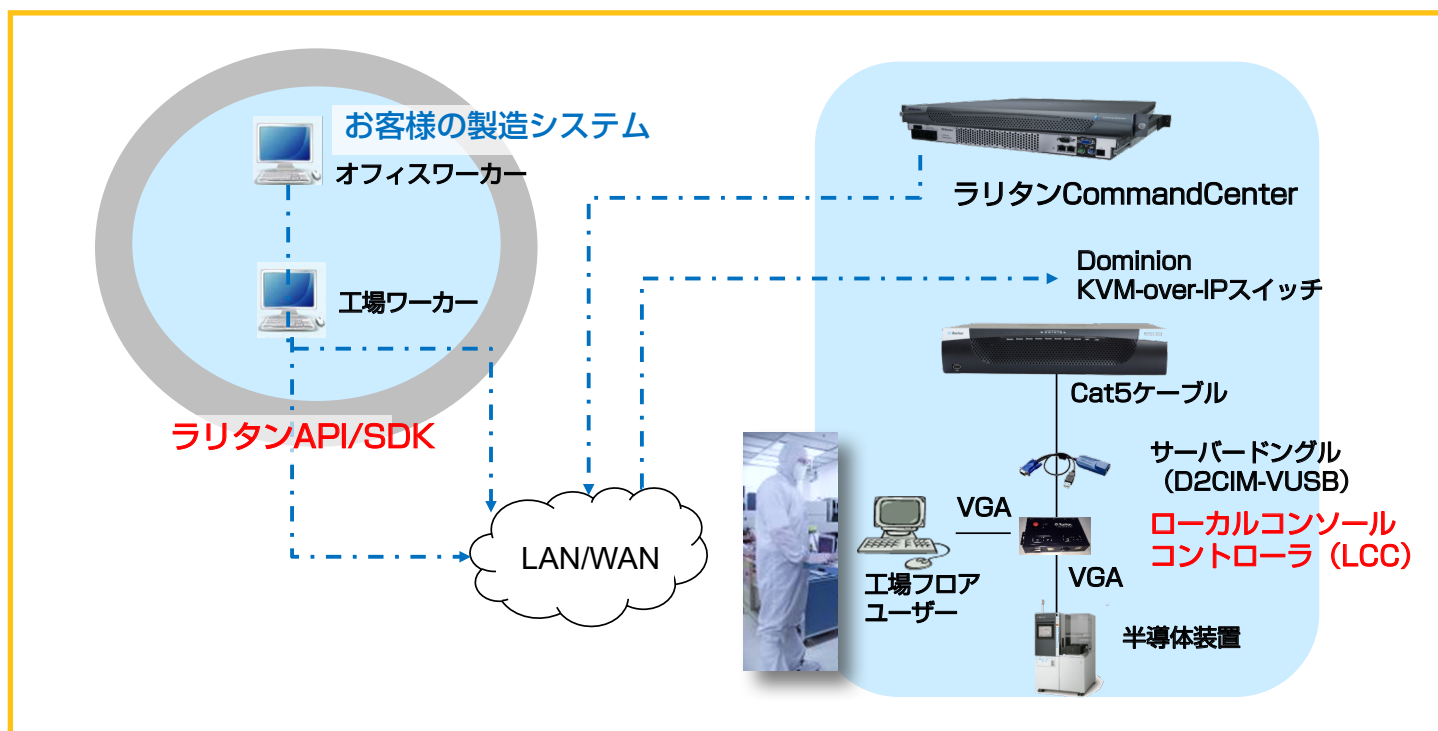 お客様の製造システム
オフィスワーカー
工場ワーカー
ラリタンAPI/SDK
LAN/WAN
ラリタンCommandCenter
Dominion
KVM-over-IPスイッチ
Cat5ケーブル
サーバードングル
（D2CIM-VUSB）
VGA
ローカルコンソール
コントローラ（LCC）
工場フロア
ユーザー
VGA
半導体装置